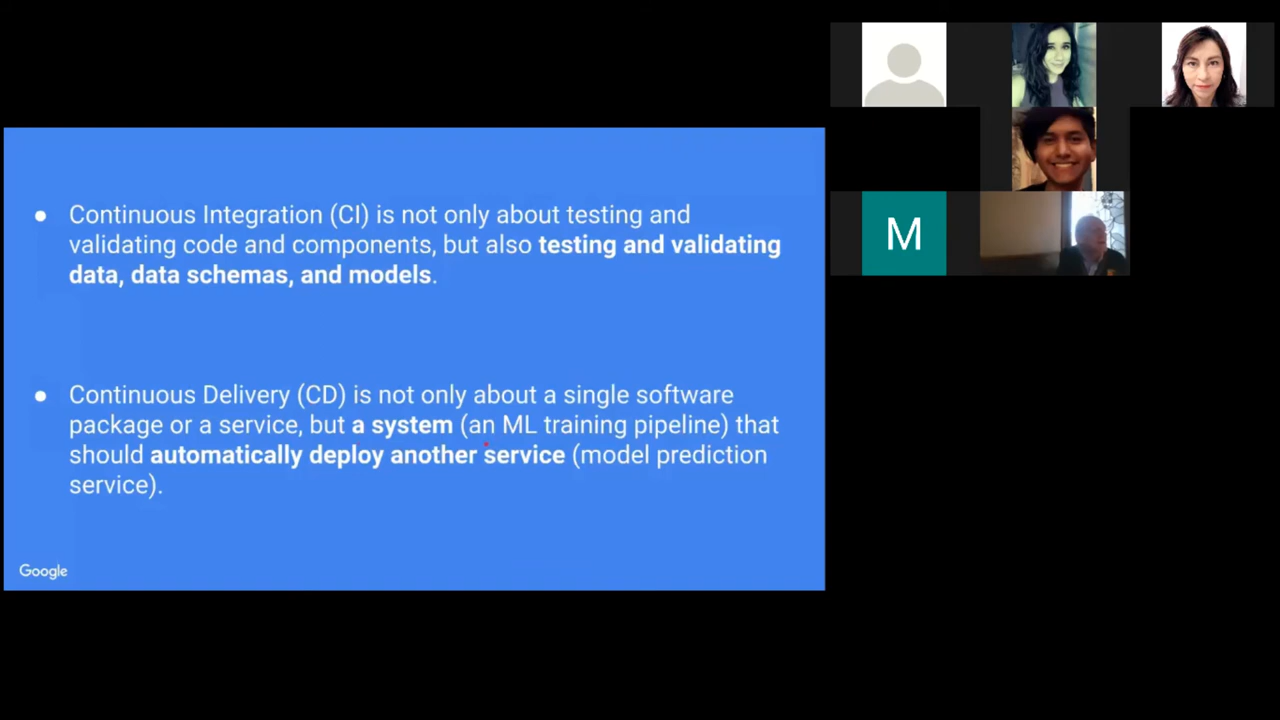 ● Continuous Integration (CI) is not only about testing and
validating code and components, but also testing and validating
data, data schemas, and models.
● Continuous Delivery (CD) is not only about a single software
package or a service, but a system (an ML training pipeline) that
should automatically deploy another service (model prediction
service).
Google
M